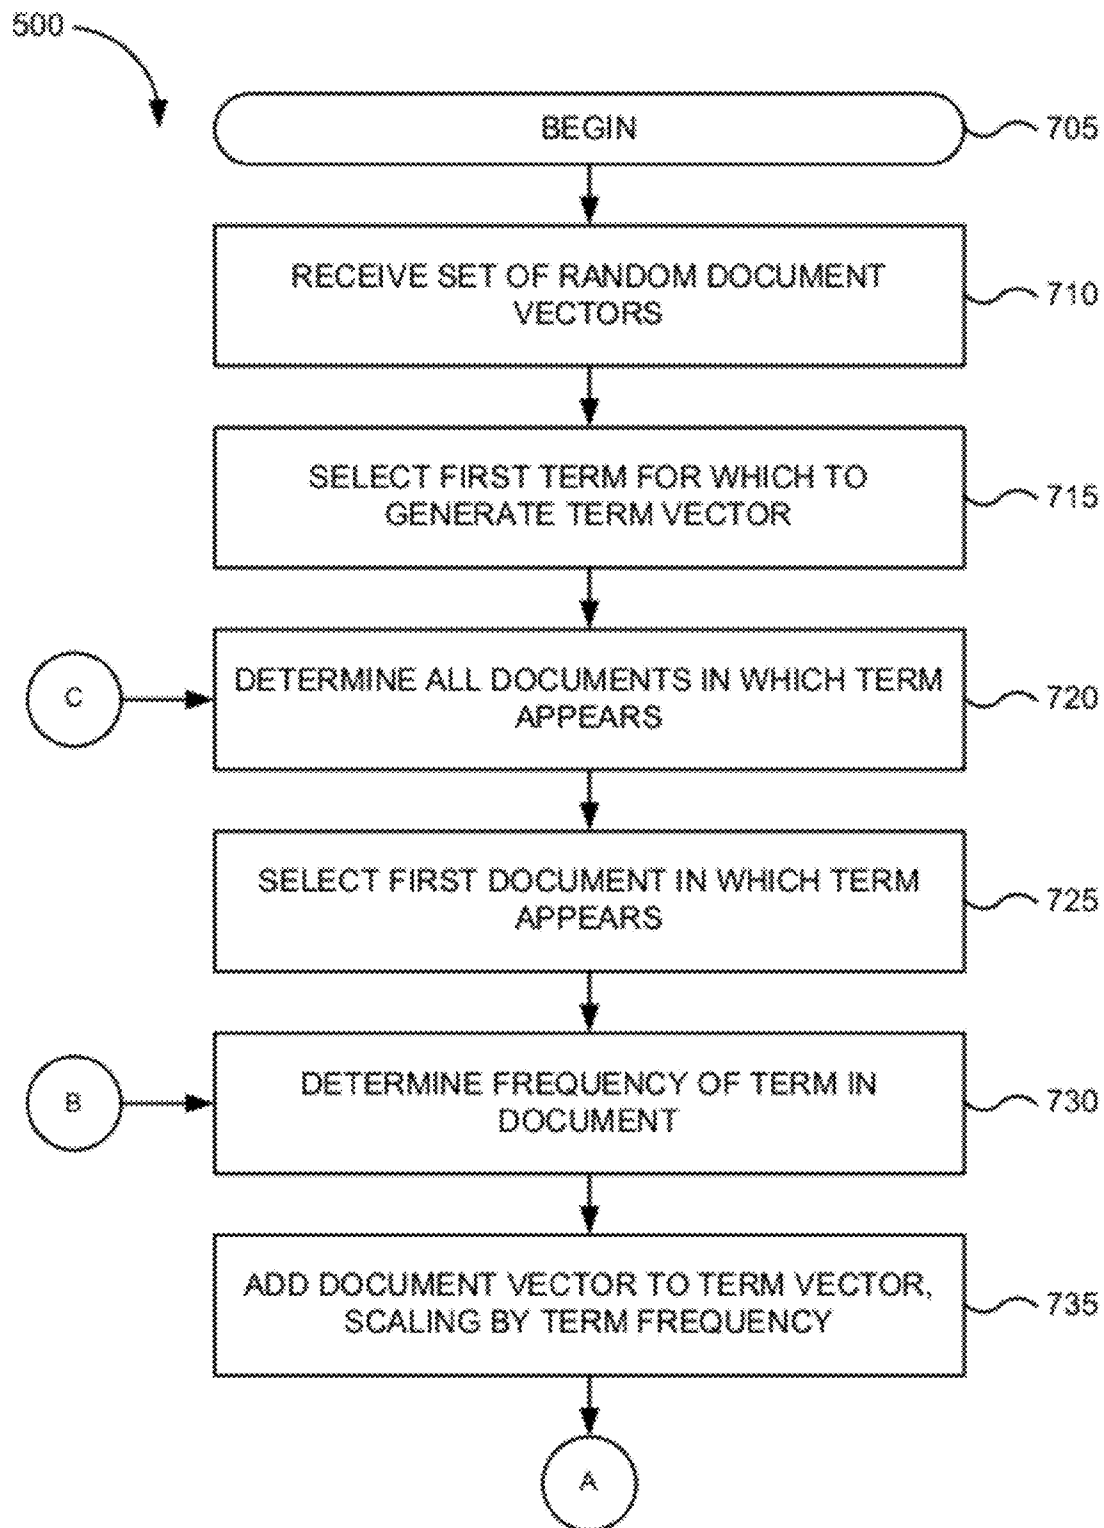 500
BEGIN
705
RECEIVE SET OF RANDOM DOCUMENT
VECTORS
710
SELECT FIRST TERM FOR WHICH TO
GENERATE TERM VECTOR
715
C
DETERMINE ALL DOCUMENTS IN WHICH TERM
APPEARS
720
SELECT FIRST DOCUMENT IN WHICH TERM
APPEARS
725
B
DETERMINE FREQUENCY OF TERM IN
DOCUMENT
730
ADD DOCUMENT VECTOR TO TERM VECTOR,
SCALING BY TERM FREQUENCY
735
A